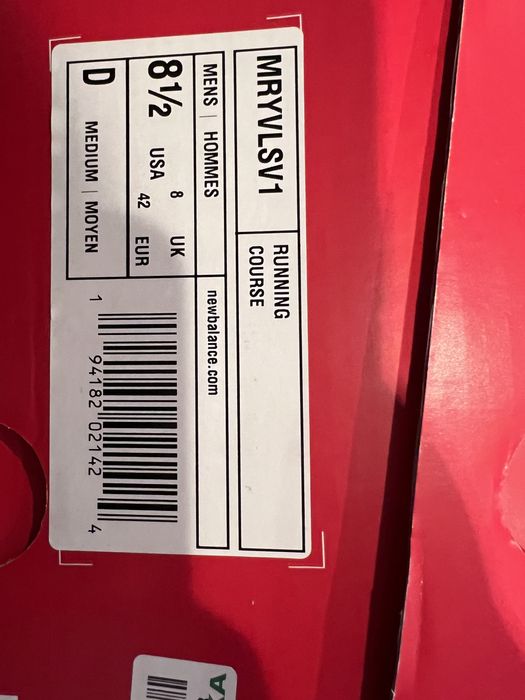 MRYVLSV1
RUNNING
COURSE
MENS | HOMMES
newbalance.com
8½ USA
8 UK
42 EUR
D MEDIUM | MOYEN
1 94182 02142 4